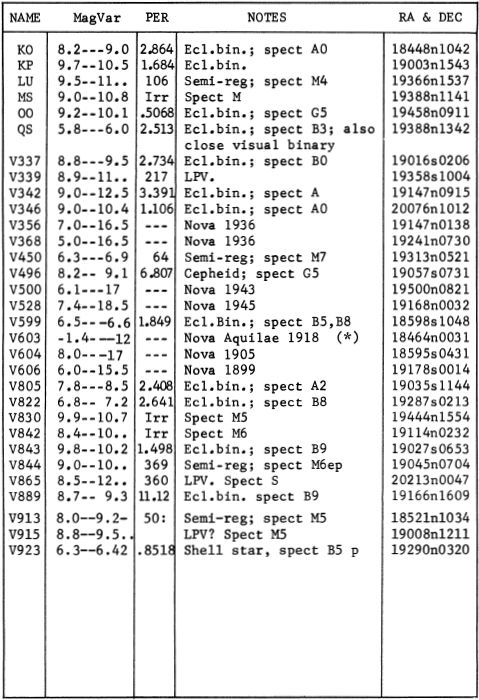 NAME MagVar PER NOTES RA & DEC
KO 8.2---9.0 2.864 Ecl.bin.; spect A0 18448n1042
KP 9.7--10.5 1.684 Ecl.bin. 19003n1543
LU 9.5--11.. 106 Semi-reg; spect M4 19366n1537
MS 9.0--10.8 Irr Spect M 19388n1141
OO 9.2--10.1 .5068 Ecl.bin.; spect G5 19458n0911
QS 5.8---6.0 2.513 Ecl.bin.; spect B3; also 19388n1342
close visual binary
V337 8.8---9.5 2.734 Ecl.bin.; spect B0 19016s0206
V339 8.9--11.. 217 LPV. 19358s1004
V342 9.0--12.5 3.391 Ecl.bin.; spect A 19147n0915
V346 9.0--10.4 1.106 Ecl.bin.; spect A0 20076n1012
V356 7.0--16.5 --- Nova 1936 19147n0138
V368 5.0--16.5 --- Nova 1936 19241n0730
V450 6.3---6.9 64 Semi-reg; spect M7 19313n0521
V496 8.2-- 9.1 6.807 Cepheid; spect G5 19057s0731
V500 6.1---17 --- Nova 1943 19500n0821
V528 7.4--18.5 --- Nova 1945 19168n0032
V599 6.5---6.6 1.849 Ecl.Bin.; spect B5,B8 18598s1048
V603 -1.4---12 --- Nova Aquilae 1918 (*) 18464n0031
V604 8.0---17 --- Nova 1905 18595s0431
V606 6.0--15.5 --- Nova 1899 19178s0014
V805 7.8---8.5 2.408 Ecl.bin.; spect A2 19035s1144
V822 6.8-- 7.2 2.641 Ecl.bin.; spect B8 19287s0213
V830 9.9--10.7 Irr Spect M5 19444n1554
V842 8.4--10.. Irr Spect M6 19114n0232
V843 9.8--10.2 1.498 Ecl.bin.; spect B9 19027s0653
V844 9.0--10.. 369 Semi-reg; spect M6ep 19045n0704
V865 8.5--12.. 360 LPV. Spect S 20213n0047
V889 8.7-- 9.3 11.12 Ecl.bin. spect B9 19166n1609
V913 8.0--9.2- 50: Semi-reg; spect M5 18521n1034
V915 8.8--9.5.. LPV? Spect M5 19008n1211
V923 6.3--6.42 .8518 Shell star, spect B5 p 19290n0320